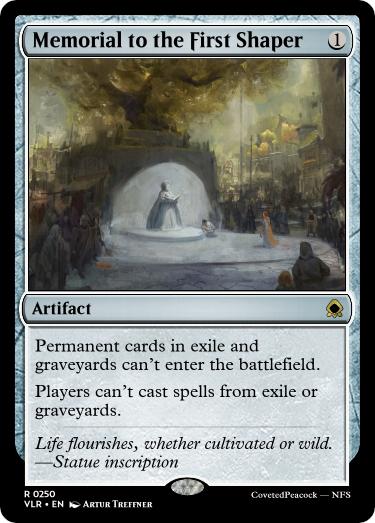 Memorial to the First Shaper 1
Artifact
Permanent cards in exile and
graveyards can't enter the battlefield.
Players can't cast spells from exile or
graveyards.
Life flourishes, whether cultivated or wild.
—Statue inscription
R 0250
VLR • EN Artur Treffner
CovetedPeacock — NFS